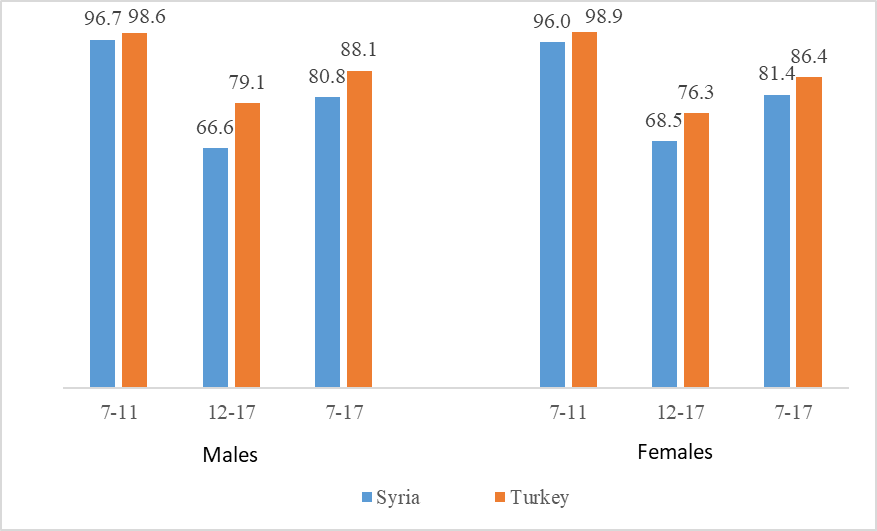 96.7 98.6 96.0 98.9
66.6 79.1 80.8 88.1 68.5 76.3 81.4 86.4
7-11 12-17 7-17 7-11 12-17 7-17
Males Females
Syria Turkey